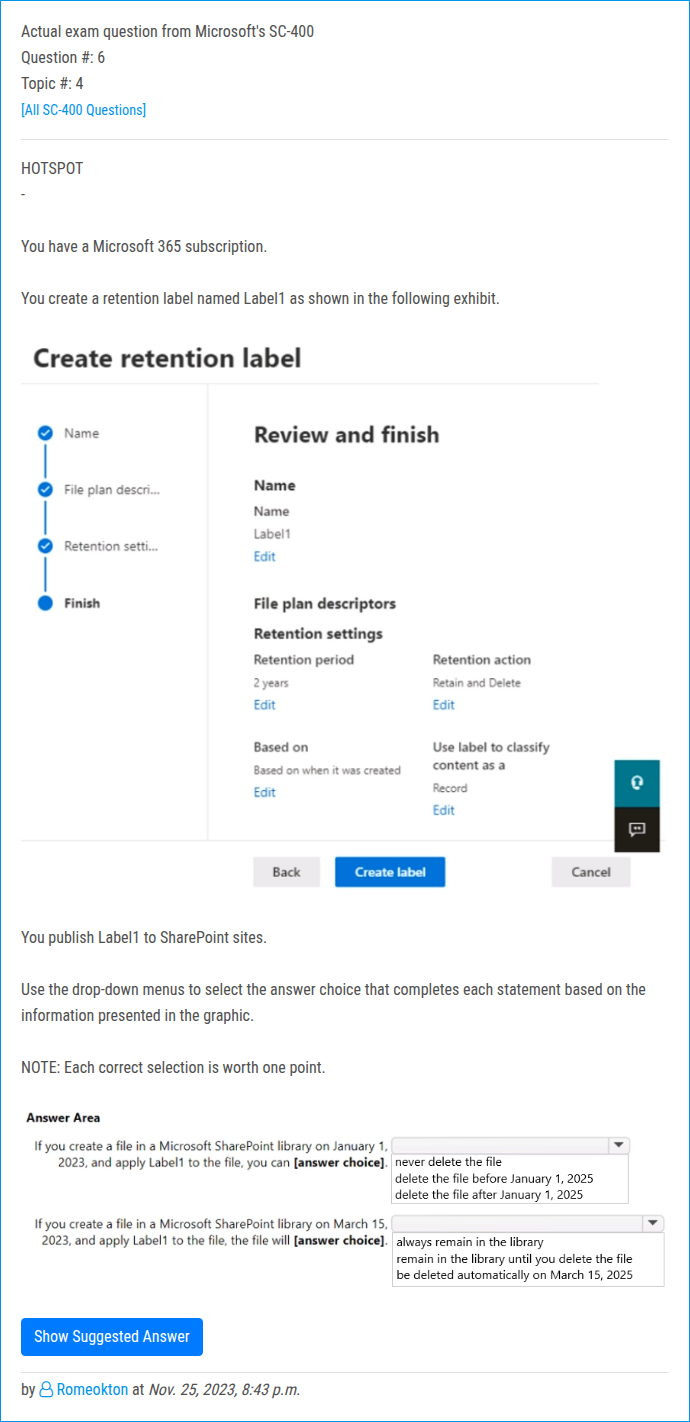 Actual exam question from Microsoft's SC-400
Question #: 6
Topic #: 4
[All SC-400 Questions]
HOTSPOT
-
You have a Microsoft 365 subscription.
You create a retention label named Label1 as shown in the following exhibit.
Create retention label
Name
File plan descri...
Retention setti...
Finish
Review and finish
Name
Name
Label1
Edit
File plan descriptors
Retention settings
Retention period
2 years
Edit
Retention action
Retain and Delete
Edit
Based on
Based on when it was created
Edit
Use label to classify
content as a
Record
Edit
Back
Create label
Cancel
You publish Label1 to SharePoint sites.
Use the drop-down menus to select the answer choice that completes each statement based on the
information presented in the graphic.
NOTE: Each correct selection is worth one point.
Answer Area
If you create a file in a Microsoft SharePoint library on January 1,
2023, and apply Label1 to the file, you can [answer choice].
never delete the file
delete the file before January 1, 2025
delete the file after January 1, 2025
If you create a file in a Microsoft SharePoint library on March 15,
2023, and apply Label1 to the file, the file will [answer choice].
always remain in the library
remain in the library until you delete the file
be deleted automatically on March 15, 2025
Show Suggested Answer
by Romeokton at Nov. 25, 2023, 8:43 p.m.